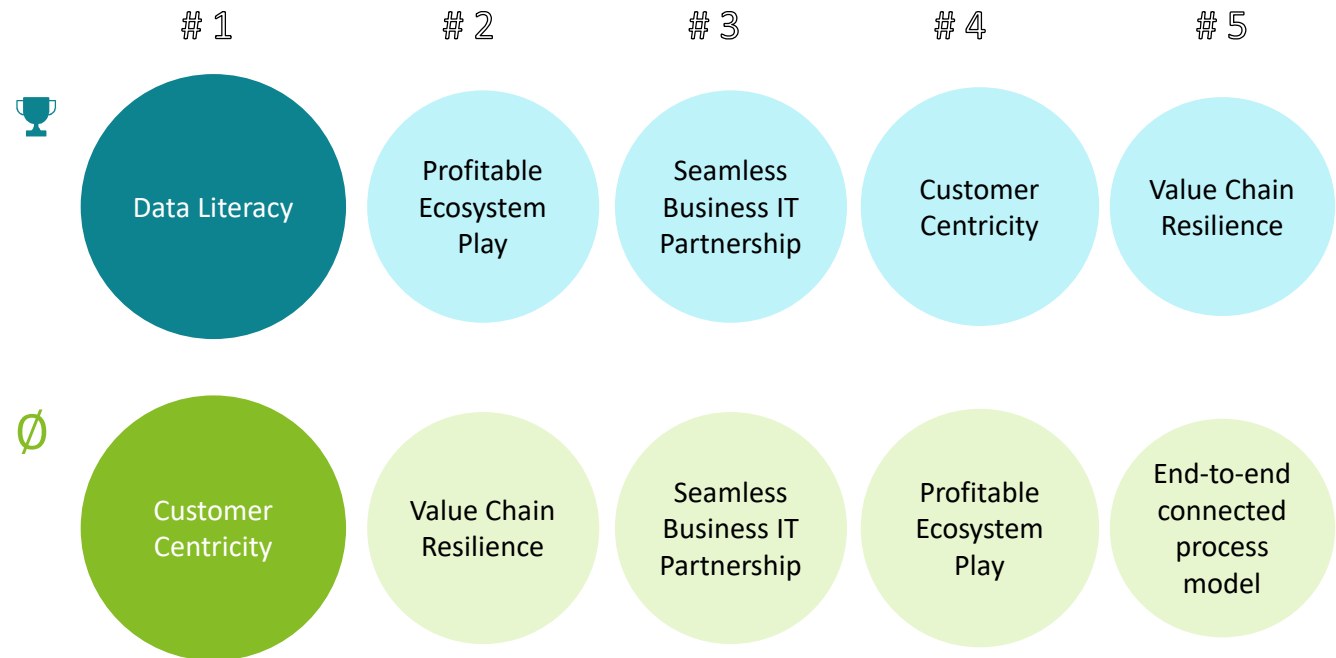 # 1 # 2 # 3 # 4 # 5
Data Literacy
Profitable
Ecosystem
Play
Seamless
Business IT
Partnership
Customer
Centricity
Value Chain
Resilience
Ø
Customer
Centricity
Value Chain
Resilience
Seamless
Business IT
Partnership
Profitable
Ecosystem
Play
End-to-end
connected
process
model